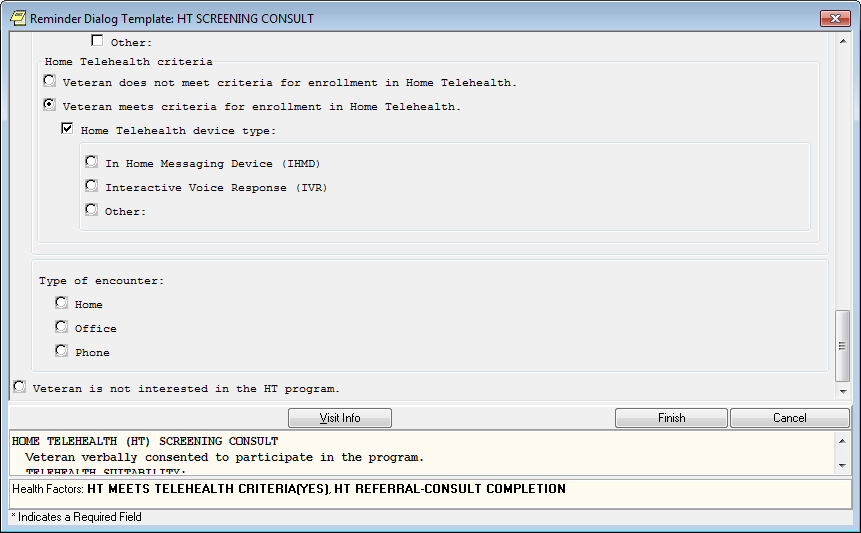 Reminder Dialog Template: HT SCREENING CONSULT
Other:
Home Telehealth criteria
Veteran does not meet criteria for enrollment in Home Telehealth.
Veteran meets criteria for enrollment in Home Telehealth.
Home Telehealth device type:
In Home Messaging Device (IHMD)
Interactive Voice Response (IVR)
Other:
Type of encounter:
Home
Office
Phone
Veteran is not interested in the HT program.
Visit Info Finish Cancel
HOME TELEHEALTH (HT) SCREENING CONSULT
Veteran verbally consented to participate in the program.
TELEHEALTH SUITABILITY:
Health Factors: HT MEETS TELEHEALTH CRITERIA(YES), HT REFERRAL-CONSULT COMPLETION
* Indicates a Required Field